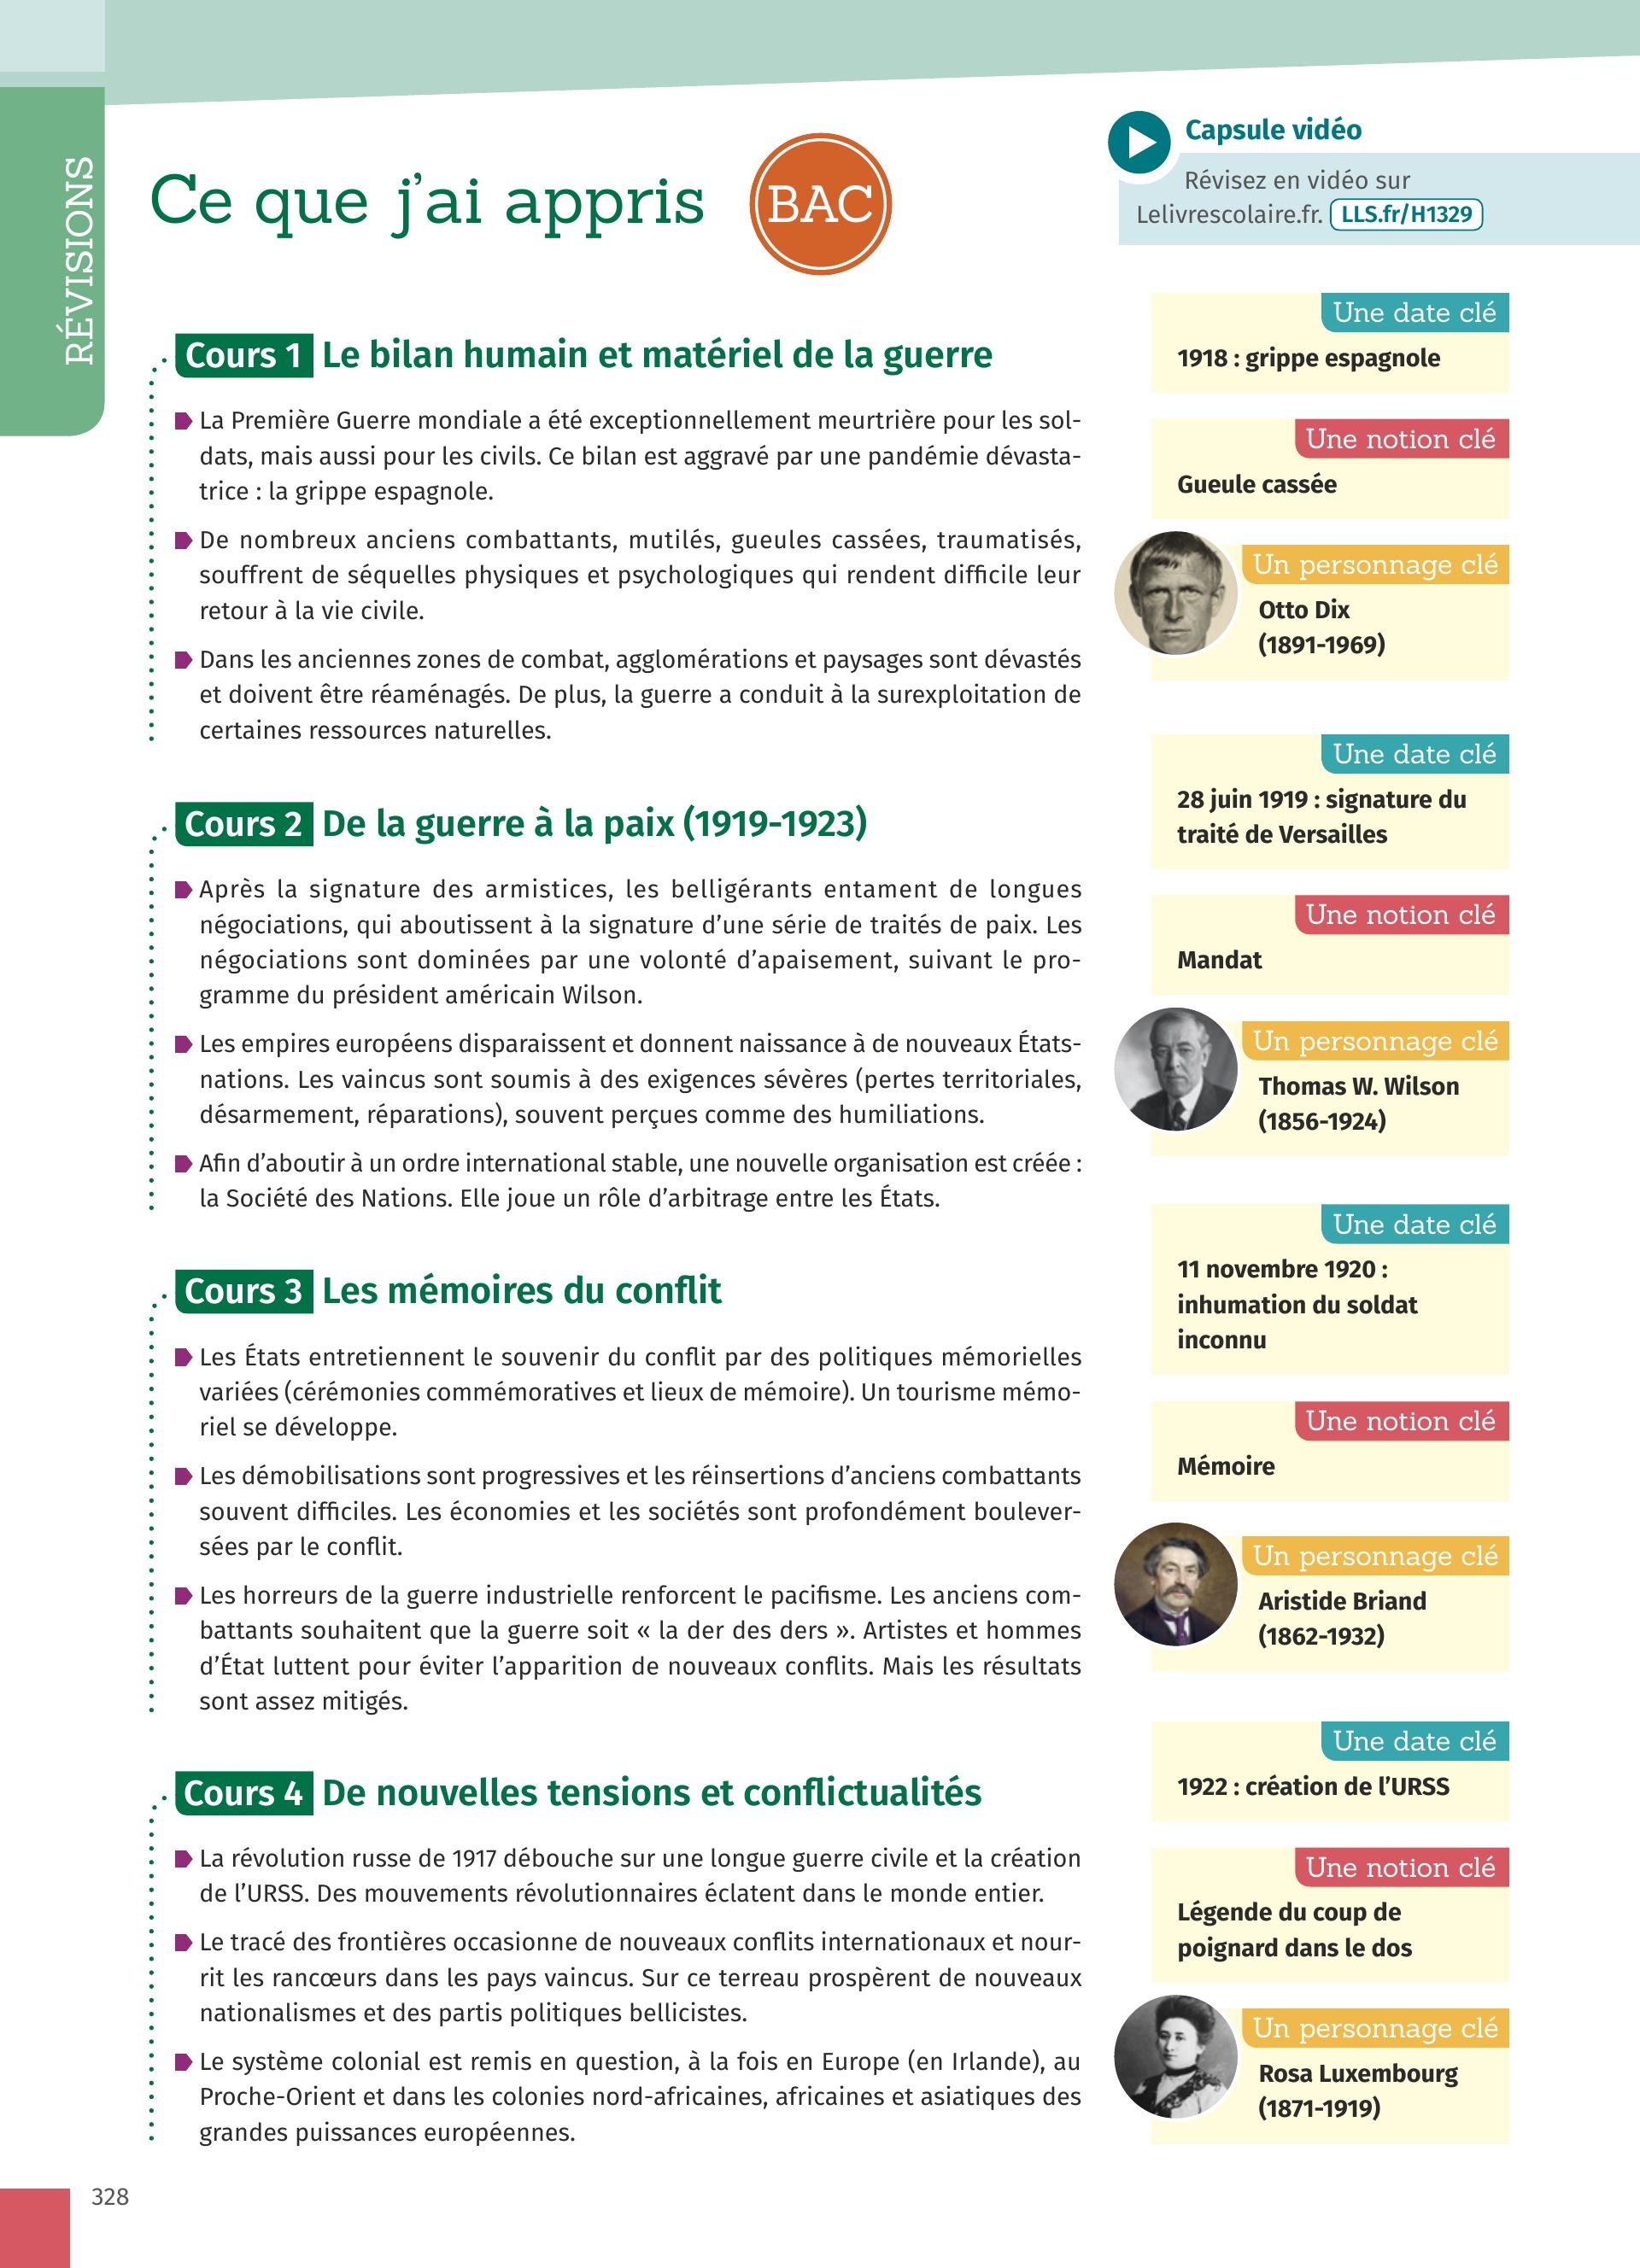 RÉVISIONS
Ce que j'ai appris
BAC
Capsule vidéo
Révisez en vidéo sur
Lelivrescolaire.fr. LLS.fr/H1329
Cours 1 Le bilan humain et matériel de la guerre
La Première Guerre mondiale a été exceptionnellement meurtrière pour les sol-
dats, mais aussi pour les civils. Ce bilan est aggravé par une pandémie dévasta-
trice : la grippe espagnole.
De nombreux anciens combattants, mutilés, gueules cassées, traumatisés,
souffrent de séquelles physiques et psychologiques qui rendent difficile leur
retour à la vie civile.
Dans les anciennes zones de combat, agglomérations et paysages sont dévastés
et doivent être réaménagés. De plus, la guerre a conduit à la surexploitation de
certaines ressources naturelles.
Une date clé
1918 : grippe espagnole
Une notion clé
Gueule cassée
Un personnage clé
Otto Dix
(1891-1969)
Cours 2 De la guerre à la paix (1919-1923)
Après la signature des armistices, les belligérants entament de longues
négociations, qui aboutissent à la signature d'une série de traités de paix. Les
négociations sont dominées par une volonté d'apaisement, suivant le pro-
gramme du président américain Wilson.
Les empires européens disparaissent et donnent naissance à de nouveaux États-
nations. Les vaincus sont soumis à des exigences sévères (pertes territoriales,
désarmement, réparations), souvent perçues comme des humiliations.
Afin d'aboutir à un ordre international stable, une nouvelle organisation est créée :
la Société des Nations. Elle joue un rôle d'arbitrage entre les États.
Une date clé
28 juin 1919 : signature du
traité de Versailles
Une notion clé
Mandat
Un personnage clé
Thomas W. Wilson
(1856-1924)
Cours 3 Les mémoires du conflit
Les États entretiennent le souvenir du conflit par des politiques mémorielles
variées (cérémonies commémoratives et lieux de mémoire). Un tourisme mémo-
riel se développe.
Les démobilisations sont progressives et les réinsertions d'anciens combattants
souvent difficiles. Les économies et les sociétés sont profondément boulever-
sées par le conflit.
Les horreurs de la guerre industrielle renforcent le pacifisme. Les anciens com-
battants souhaitent que la guerre soit « la der des ders ». Artistes et hommes
d'État luttent pour éviter l'apparition de nouveaux conflits. Mais les résultats
sont assez mitigés.
Une date clé
11 novembre 1920 :
inhumation du soldat
inconnu
Une notion clé
Mémoire
Un personnage clé
Aristide Briand
(1862-1932)
Cours 4 De nouvelles tensions et conflictualités
La révolution russe de 1917 débouche sur une longue guerre civile et la création
de l'URSS. Des mouvements révolutionnaires éclatent dans le monde entier.
Le tracé des frontières occasionne de nouveaux conflits internationaux et nour-
rit les rancœurs dans les pays vaincus. Sur ce terreau prospèrent de nouveaux
nationalismes et des partis politiques bellicistes.
Le système colonial est remis en question, à la fois en Europe (en Irlande), au
Proche-Orient et dans les colonies nord-africaines, africaines et asiatiques des
grandes puissances européennes.
Une date clé
1922 : création de l'URSS
Une notion clé
Légende du coup de
poignard dans le dos
Un personnage clé
Rosa Luxembourg
(1871-1919)
328